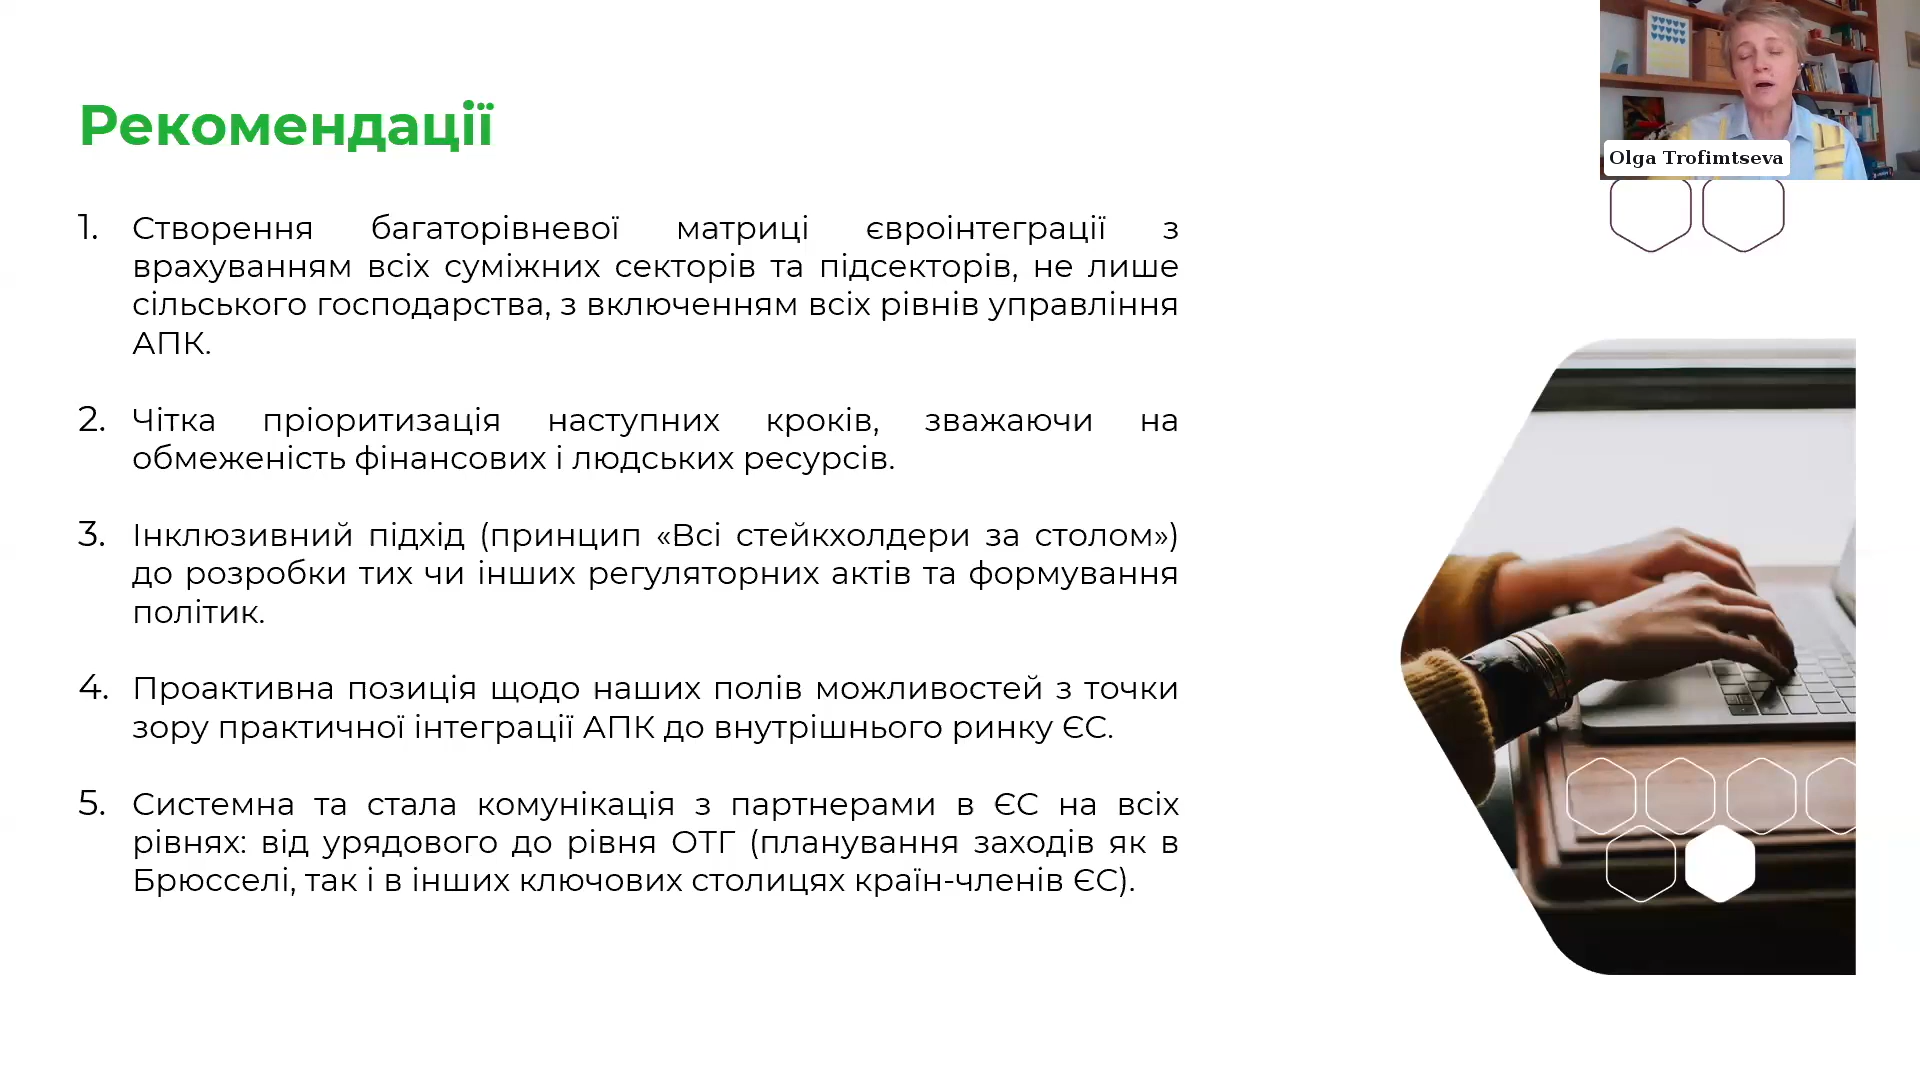 Рекомендації
Olga Trofimtseva
1. Створення багаторівневої матриці євроінтеграції з
врахуванням всіх суміжних секторів та підсекторів, не лише
сільського господарства, з включенням всіх рівнів управління
АПК.
2. Чітка пріоритизація наступних кроків, зважаючи на
обмеженість фінансових і людських ресурсів.
3. Інклюзивний підхід (принцип «Всі стейкхолдери за столом»)
до розробки тих чи інших регуляторних актів та формування
політик.
4. Проактивна позиція щодо наших полів можливостей з точки
зору практичної інтеграції АПК до внутрішнього ринку ЄС.
5. Системна та стала комунікація з партнерами в ЄС на всіх
рівнях: від урядового до рівня ОТГ (планування заходів як в
Брюсселі, так і в інших ключових столицях країн-членів ЄС).